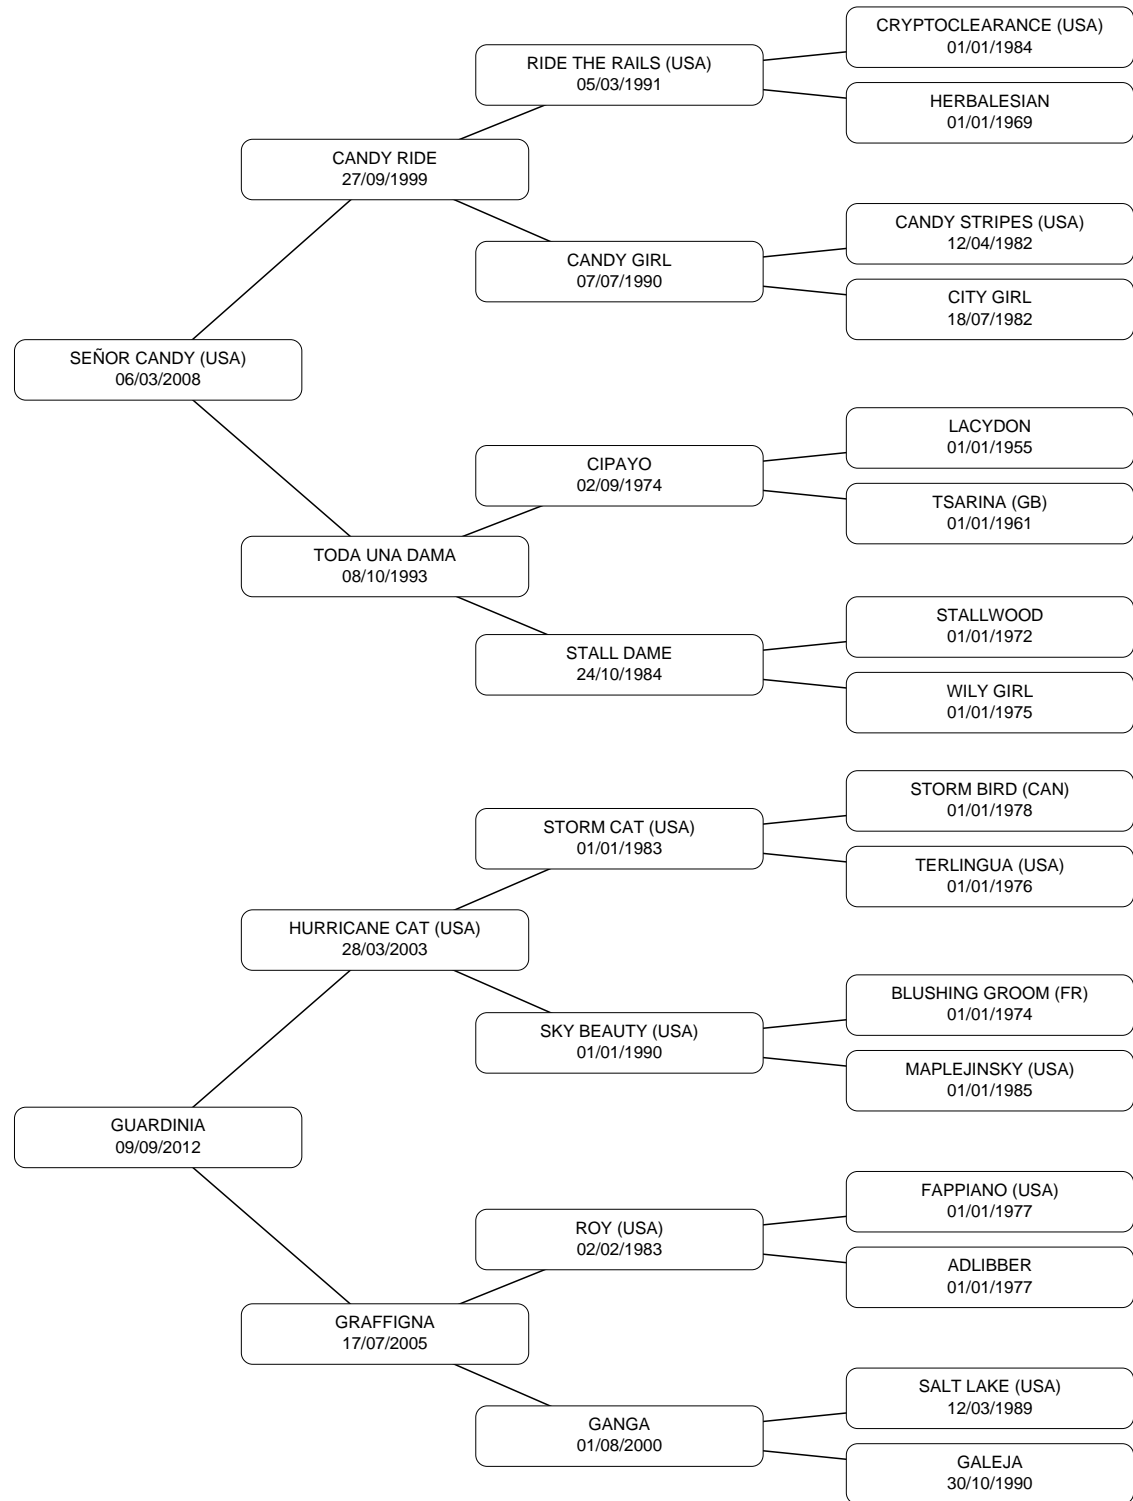 CRYPTOCLEARANCE (USA)
01/01/1984
RIDE THE RAILS (USA)
05/03/1991
HERBALESIAN
01/01/1969
CANDY RIDE
27/09/1999
CANDY STRIPES (USA)
12/04/1982
CANDY GIRL
07/07/1990
CITY GIRL
18/07/1982
SEÑOR CANDY (USA)
06/03/2008
LACYDON
01/01/1955
CIPAYO
02/09/1974
TSARINA (GB)
01/01/1961
TODA UNA DAMA
08/10/1993
STALLWOOD
01/01/1972
STALL DAME
24/10/1984
WILY GIRL
01/01/1975
STORM BIRD (CAN)
01/01/1978
STORM CAT (USA)
01/01/1983
TERLINGUA (USA)
01/01/1976
HURRICANE CAT (USA)
28/03/2003
BLUSHING GROOM (FR)
01/01/1974
SKY BEAUTY (USA)
01/01/1990
MAPLEJINSKY (USA)
01/01/1985
GUARDINIA
09/09/2012
FAPPIANO (USA)
01/01/1977
ROY (USA)
02/02/1983
ADLIBBER
01/01/1977
GRAFFIGNA
17/07/2005
SALT LAKE (USA)
12/03/1989
GANGA
01/08/2000
GALEJA
30/10/1990